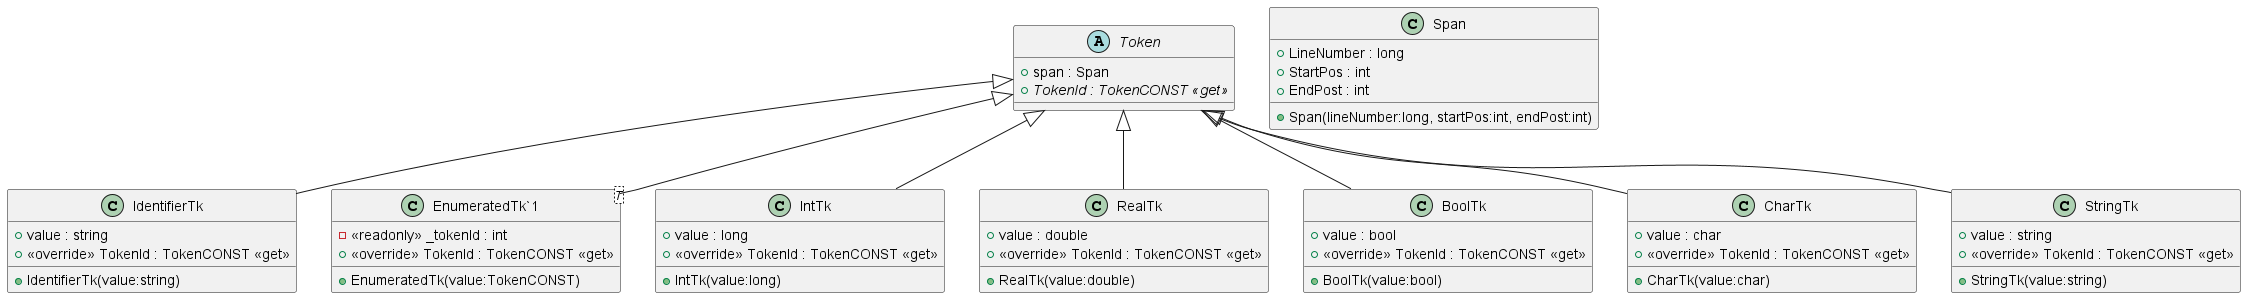 A Token
+ span : Span
+ TokenId : TokenCONST «get»
C Span
LineNumber : long
StartPos : int
EndPost : int
Span(lineNumber:long, startPos:int, endPost:int)
C IdentifierTk
value : string
«override» TokenId : TokenCONST «get»
IdentifierTk(value:string)
C EnumeratedTk`1
T
«readonly» _tokenId : int
«override» TokenId : TokenCONST «get»
EnumeratedTk(value:TokenCONST)
C IntTk
value : long
«override» TokenId : TokenCONST «get»
IntTk(value:long)
C RealTk
value : double
«override» TokenId : TokenCONST «get»
RealTk(value:double)
C BoolTk
value : bool
«override» TokenId : TokenCONST «get»
BoolTk(value:bool)
C CharTk
value : char
«override» TokenId : TokenCONST «get»
CharTk(value:char)
C StringTk
value : string
«override» TokenId : TokenCONST «get»
StringTk(value:string)